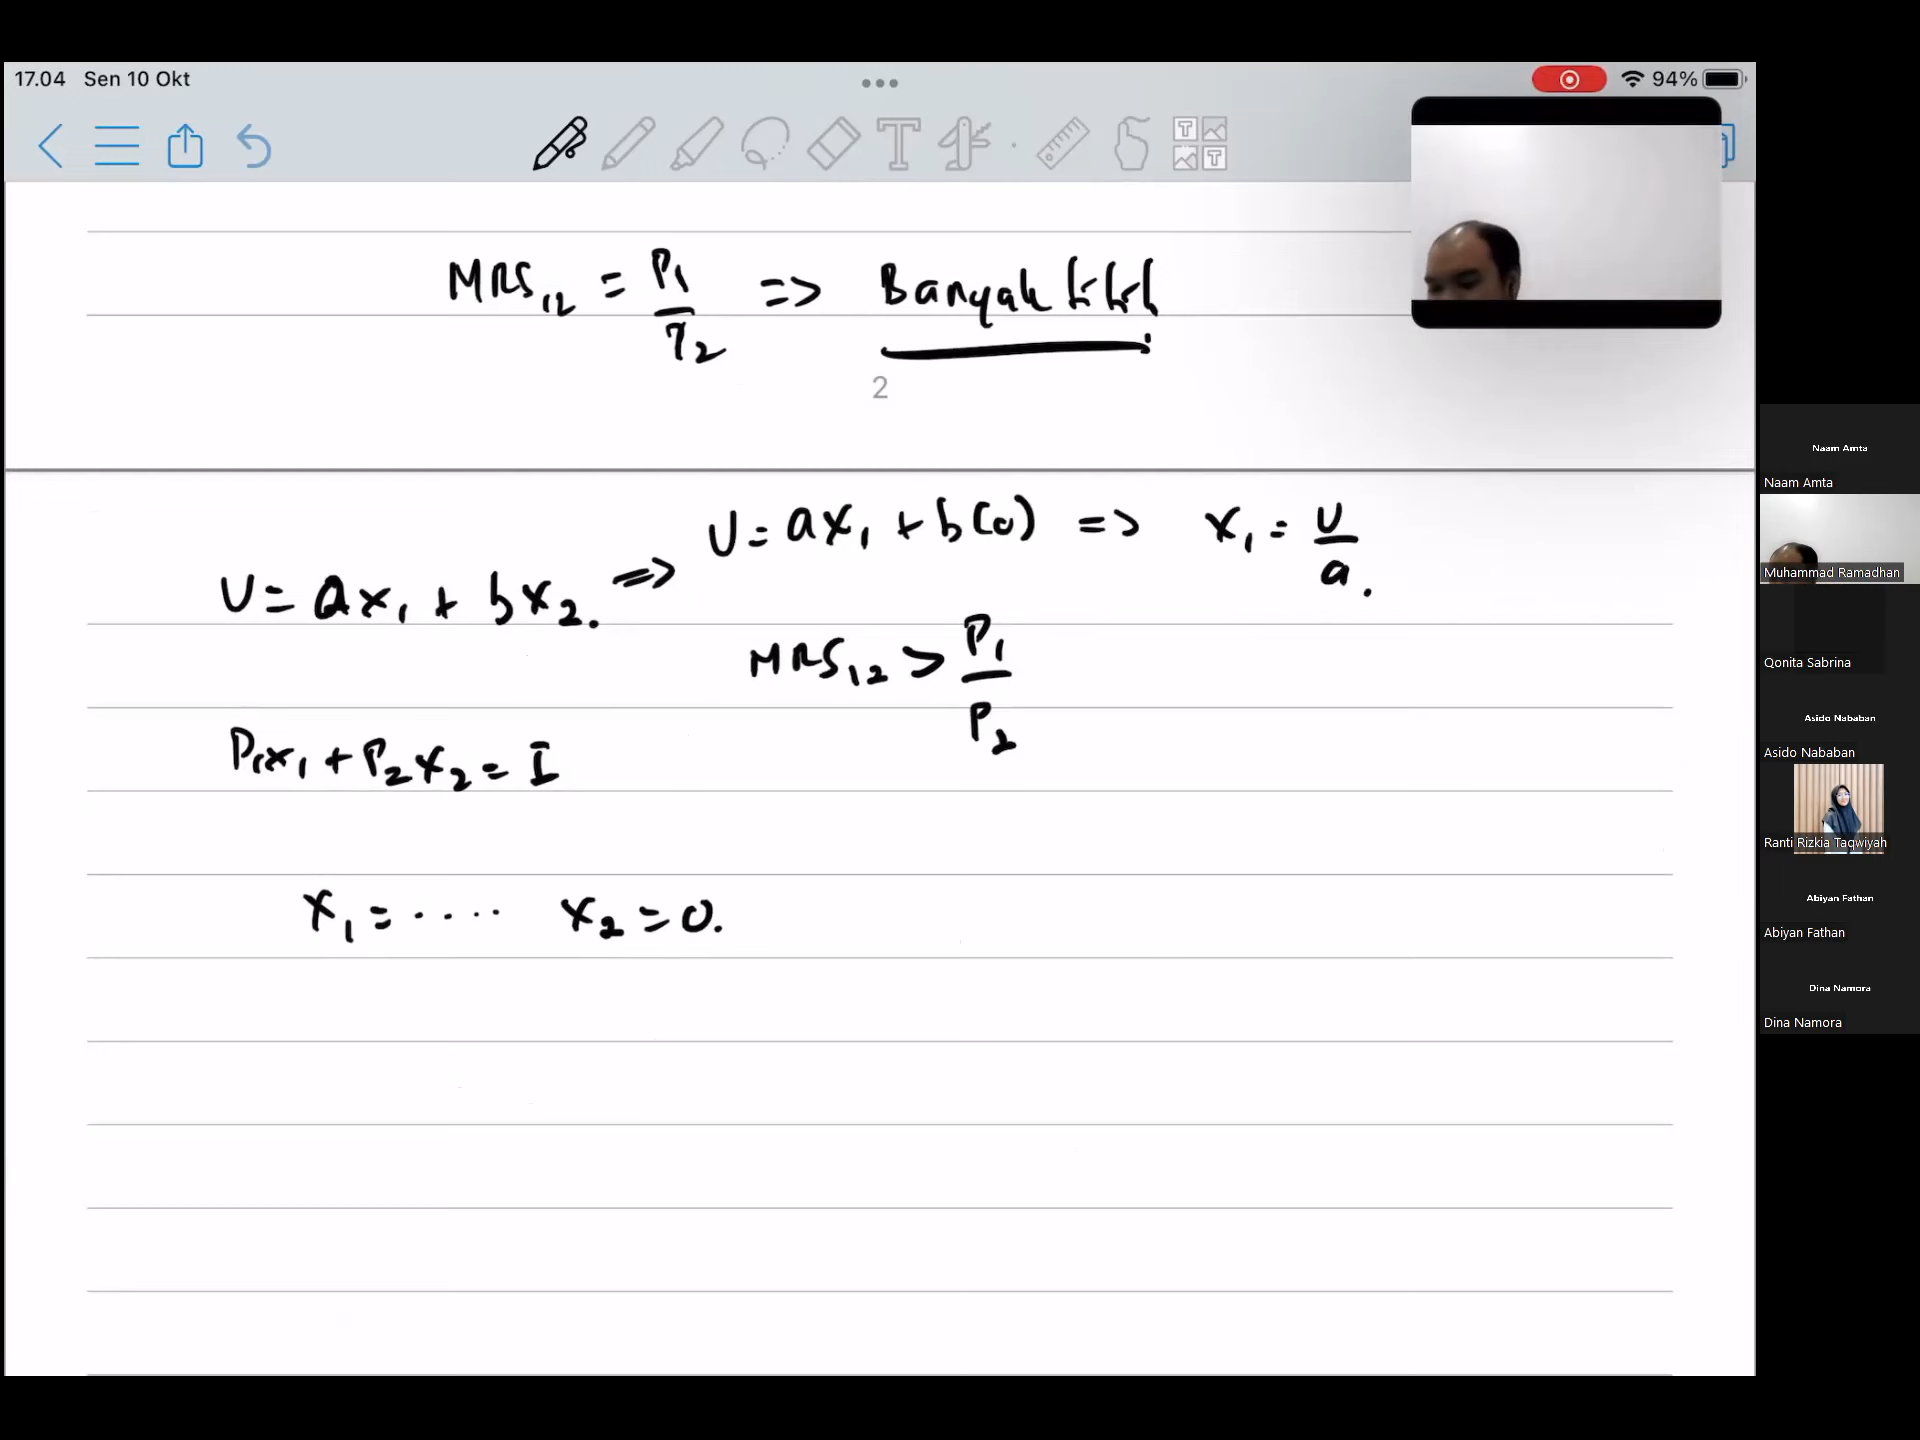 17.04 Sen 10 Okt
94%
MRS₁₂ = P₁/P₂ => Banyak
2
U = ax₁ + b(0) => x₁ = U/a.
U = ax₁ + bx₂. =>
MRS₁₂ > P₁/P₂
P₁x₁ + P₂x₂ = I
x₁ = ..... x₂ = 0.
Naam Amta
Naam Amta
Muhammad Ramadhan
Qonita Sabrina
Asido Nababan
Asido Nababan
Ranti Rizkia Taqwiyah
Abiyan Fathan
Abiyan Fathan
Dina Namora
Dina Namora